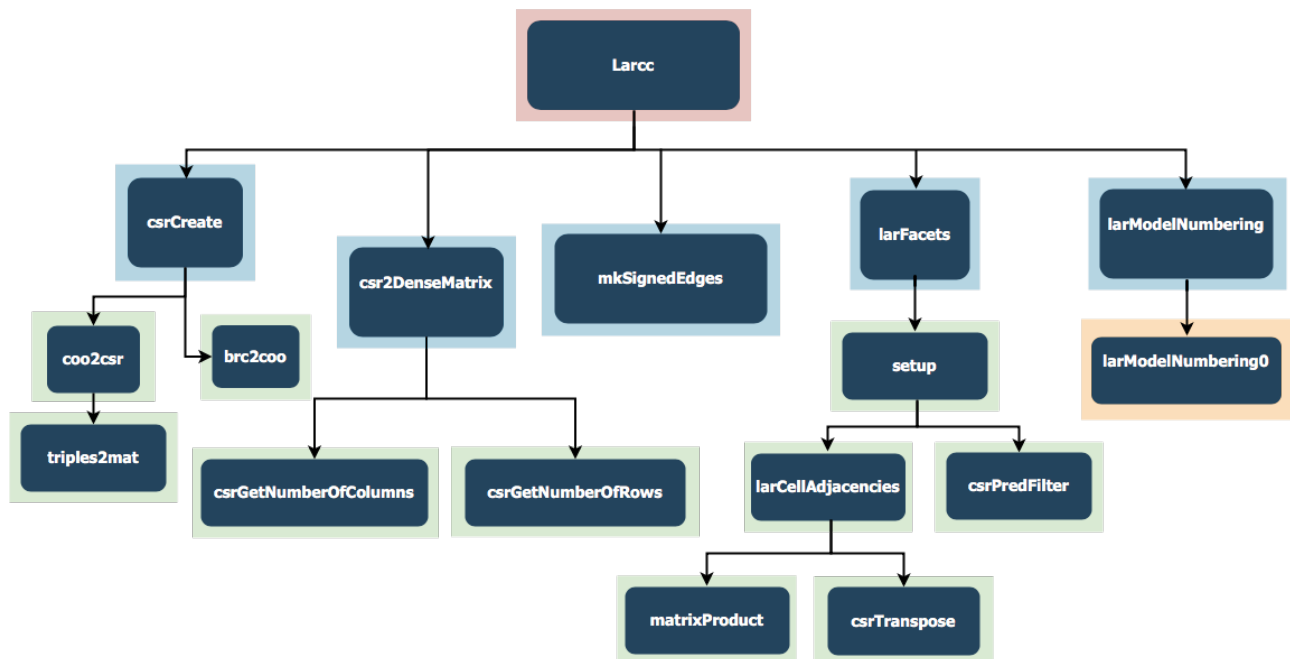 Larcc
csrCreate
csr2DenseMatrix
mkSignedEdges
larFacets
larModelNumbering
coo2csr
brc2coo
setup
larModelNumbering0
triples2mat
csrGetNumberOfColumns
csrGetNumberOfRows
larCellAdjacencies
csrPredFilter
matrixProduct
csrTranspose